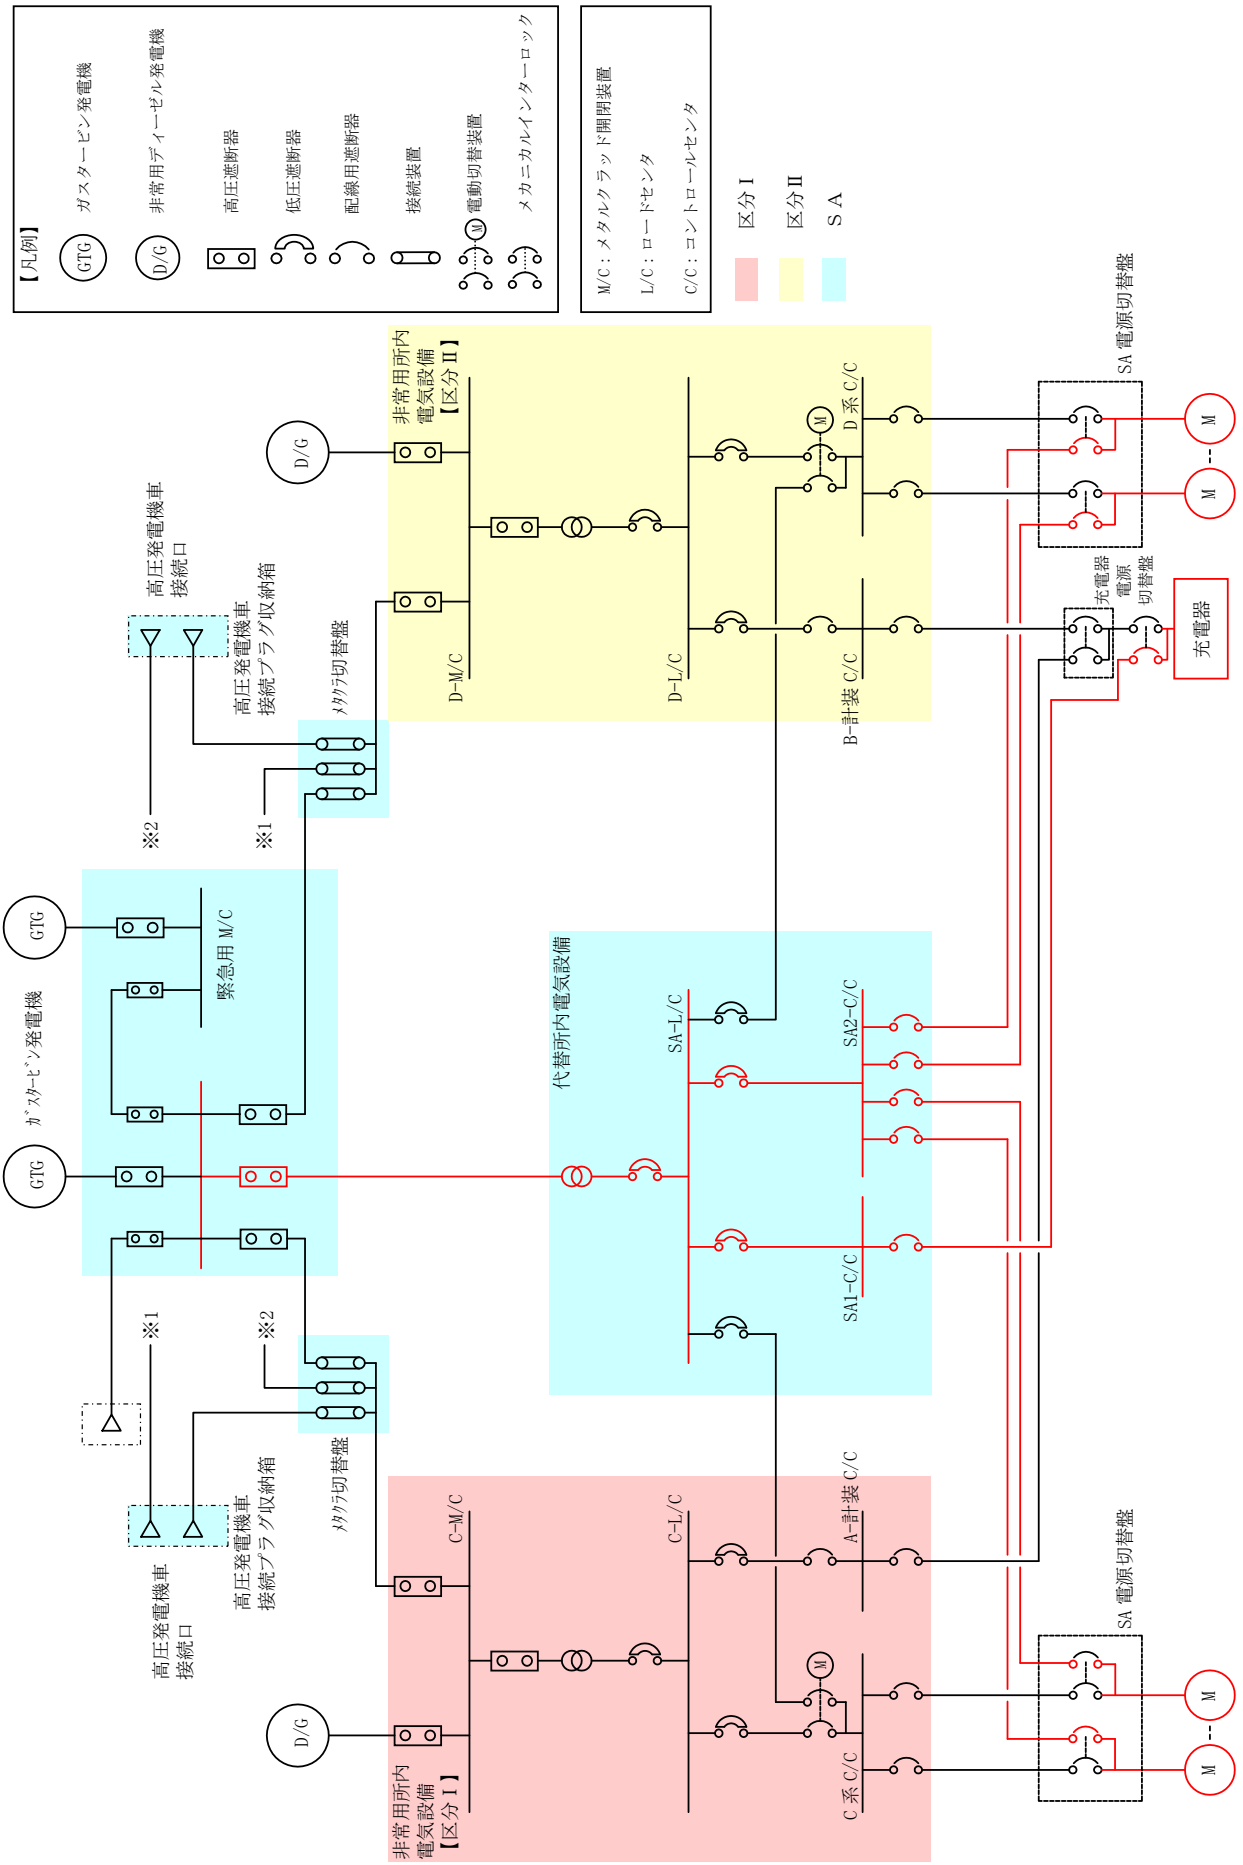 【凡例】
GTG
ガスタービン発電機
D/G
非常用ディーゼル発電機
高圧遮断器
低圧遮断器
配線用遮断器
接続装置
M
電動切替装置
メカニカルインターロック
M/C：メタルクラッド開閉装置
L/C：ロードセンタ
C/C：コントロールセンタ
区分Ⅰ
区分Ⅱ
ＳＡ
GTG
ガスタービン発電機
GTG
緊急用 M/C
※1
※2
※2
※1
高圧発電機車
接続口
高圧発電機車
接続プラグ収納箱
メタクラ切替盤
高圧発電機車
接続口
高圧発電機車
接続プラグ収納箱
メタクラ切替盤
D/G
D/G
非常用所内
電気設備
【区分Ⅰ】
C-M/C
C-L/C
M
C 系 C/C
A-計装 C/C
代替所内電気設備
SA-L/C
SA1-C/C
SA2-C/C
非常用所内
電気設備
【区分Ⅱ】
D-M/C
D-L/C
M
B-計装 C/C
D 系 C/C
SA 電源切替盤
M
M
充電器
電源
切替盤
充電器
SA 電源切替盤
M
M